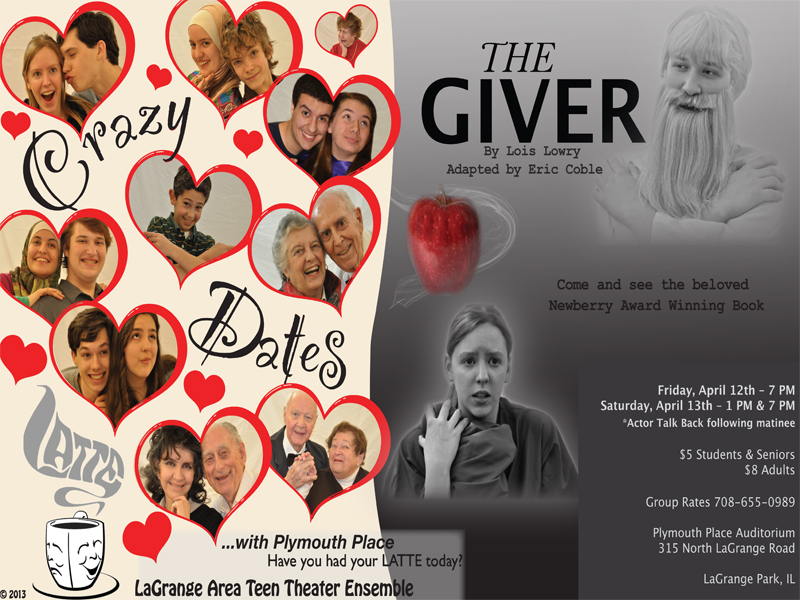 Crazy
Dates
LATTE
...with Plymouth Place
Have you had your LATTE today?
LaGrange Area Teen Theater Ensemble
© 2013
THE
GIVER
By Lois Lowry
Adapted by Eric Coble
Come and see the beloved
Newberry Award Winning Book
Friday, April 12th - 7 PM
Saturday, April 13th - 1 PM & 7 PM
*Actor Talk Back following matinee
$5 Students & Seniors
$8 Adults
Group Rates 708-655-0989
Plymouth Place Auditorium
315 North LaGrange Road
LaGrange Park, IL